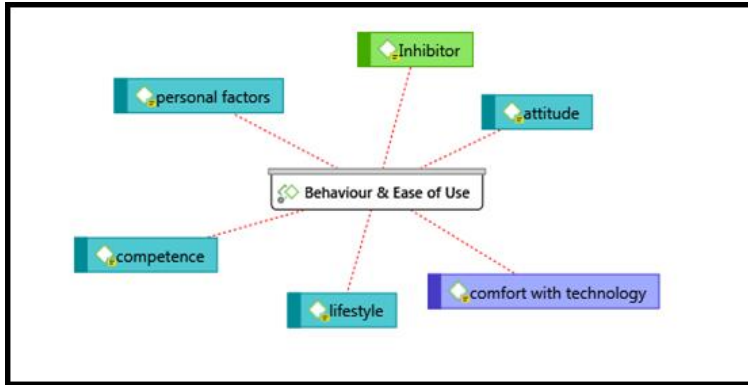 Inhibitor
personal factors
attitude
Behaviour & Ease of Use
competence
comfort with technology
lifestyle